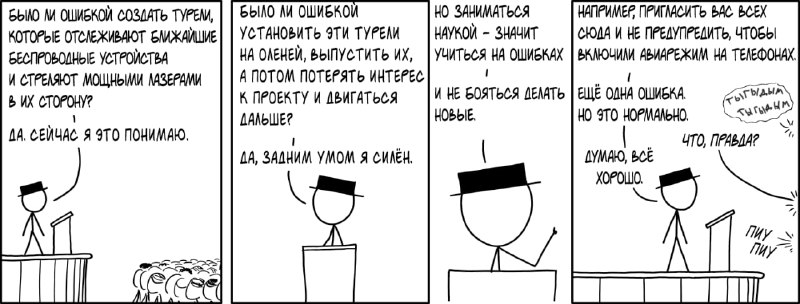 БЫЛО ЛИ ОШИБКОЙ СОЗДАТЬ ТУРЕЛИ,
КОТОРЫЕ ОТСЛЕЖИВАЮТ БЛИЖАЙШИЕ
БЕСПРОВОДНЫЕ УСТРОЙСТВА
И СТРЕЛЯЮТ МОЩНЫМИ ЛАЗЕРАМИ
В ИХ СТОРОНУ?
ДА. СЕЙЧАС Я ЭТО ПОНИМАЮ.
БЫЛО ЛИ ОШИБКОЙ
УСТАНОВИТЬ ЭТИ ТУРЕЛИ
НА ОЛЕНЕЙ, ВЫПУСТИТЬ ИХ,
А ПОТОМ ПОТЕРЯТЬ ИНТЕРЕС
К ПРОЕКТУ И ДВИГАТЬСЯ
ДАЛЬШЕ?
ДА, ЗАДНИМ УМОМ Я СИЛЁН.
НО ЗАНИМАТЬСЯ
НАУКОЙ – ЗНАЧИТ
УЧИТЬСЯ НА ОШИБКАХ
И НЕ БОЯТЬСЯ ДЕЛАТЬ
НОВЫЕ.
НАПРИМЕР, ПРИГЛАСИТЬ ВАС ВСЕХ
СЮДА И НЕ ПРЕДУПРЕДИТЬ, ЧТОБЫ
ВКЛЮЧИЛИ АВИАРЕЖИМ НА ТЕЛЕФОНАХ.
ЕЩЁ ОДНА ОШИБКА.
НО ЭТО НОРМАЛЬНО.
ТЫГЫДЫМ
ТЫГЫДЫМ
ЧТО, ПРАВДА?
ДУМАЮ, ВСЁ
ХОРОШО.
ПИУ
ПИУ